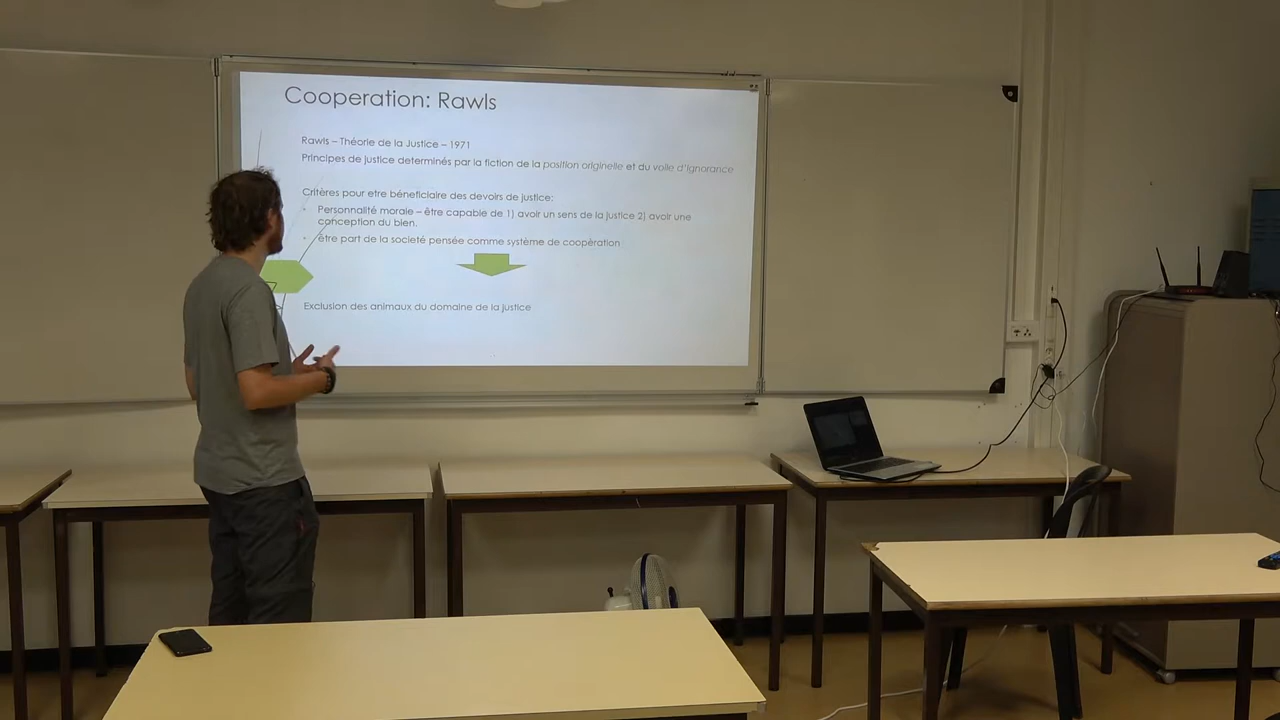 Cooperation: Rawls
Rawls – Théorie de la Justice – 1971
Principes de justice determinés par la fiction de la position originelle et du voile d'ignorance
Critères pour etre béneficiaire des devoirs de justice:
Personnalité morale – être capable de 1) avoir un sens de la justice 2) avoir une
conception du bien.
être part de la societé pensée comme système de coopèration
Exclusion des animaux du domaine de la justice